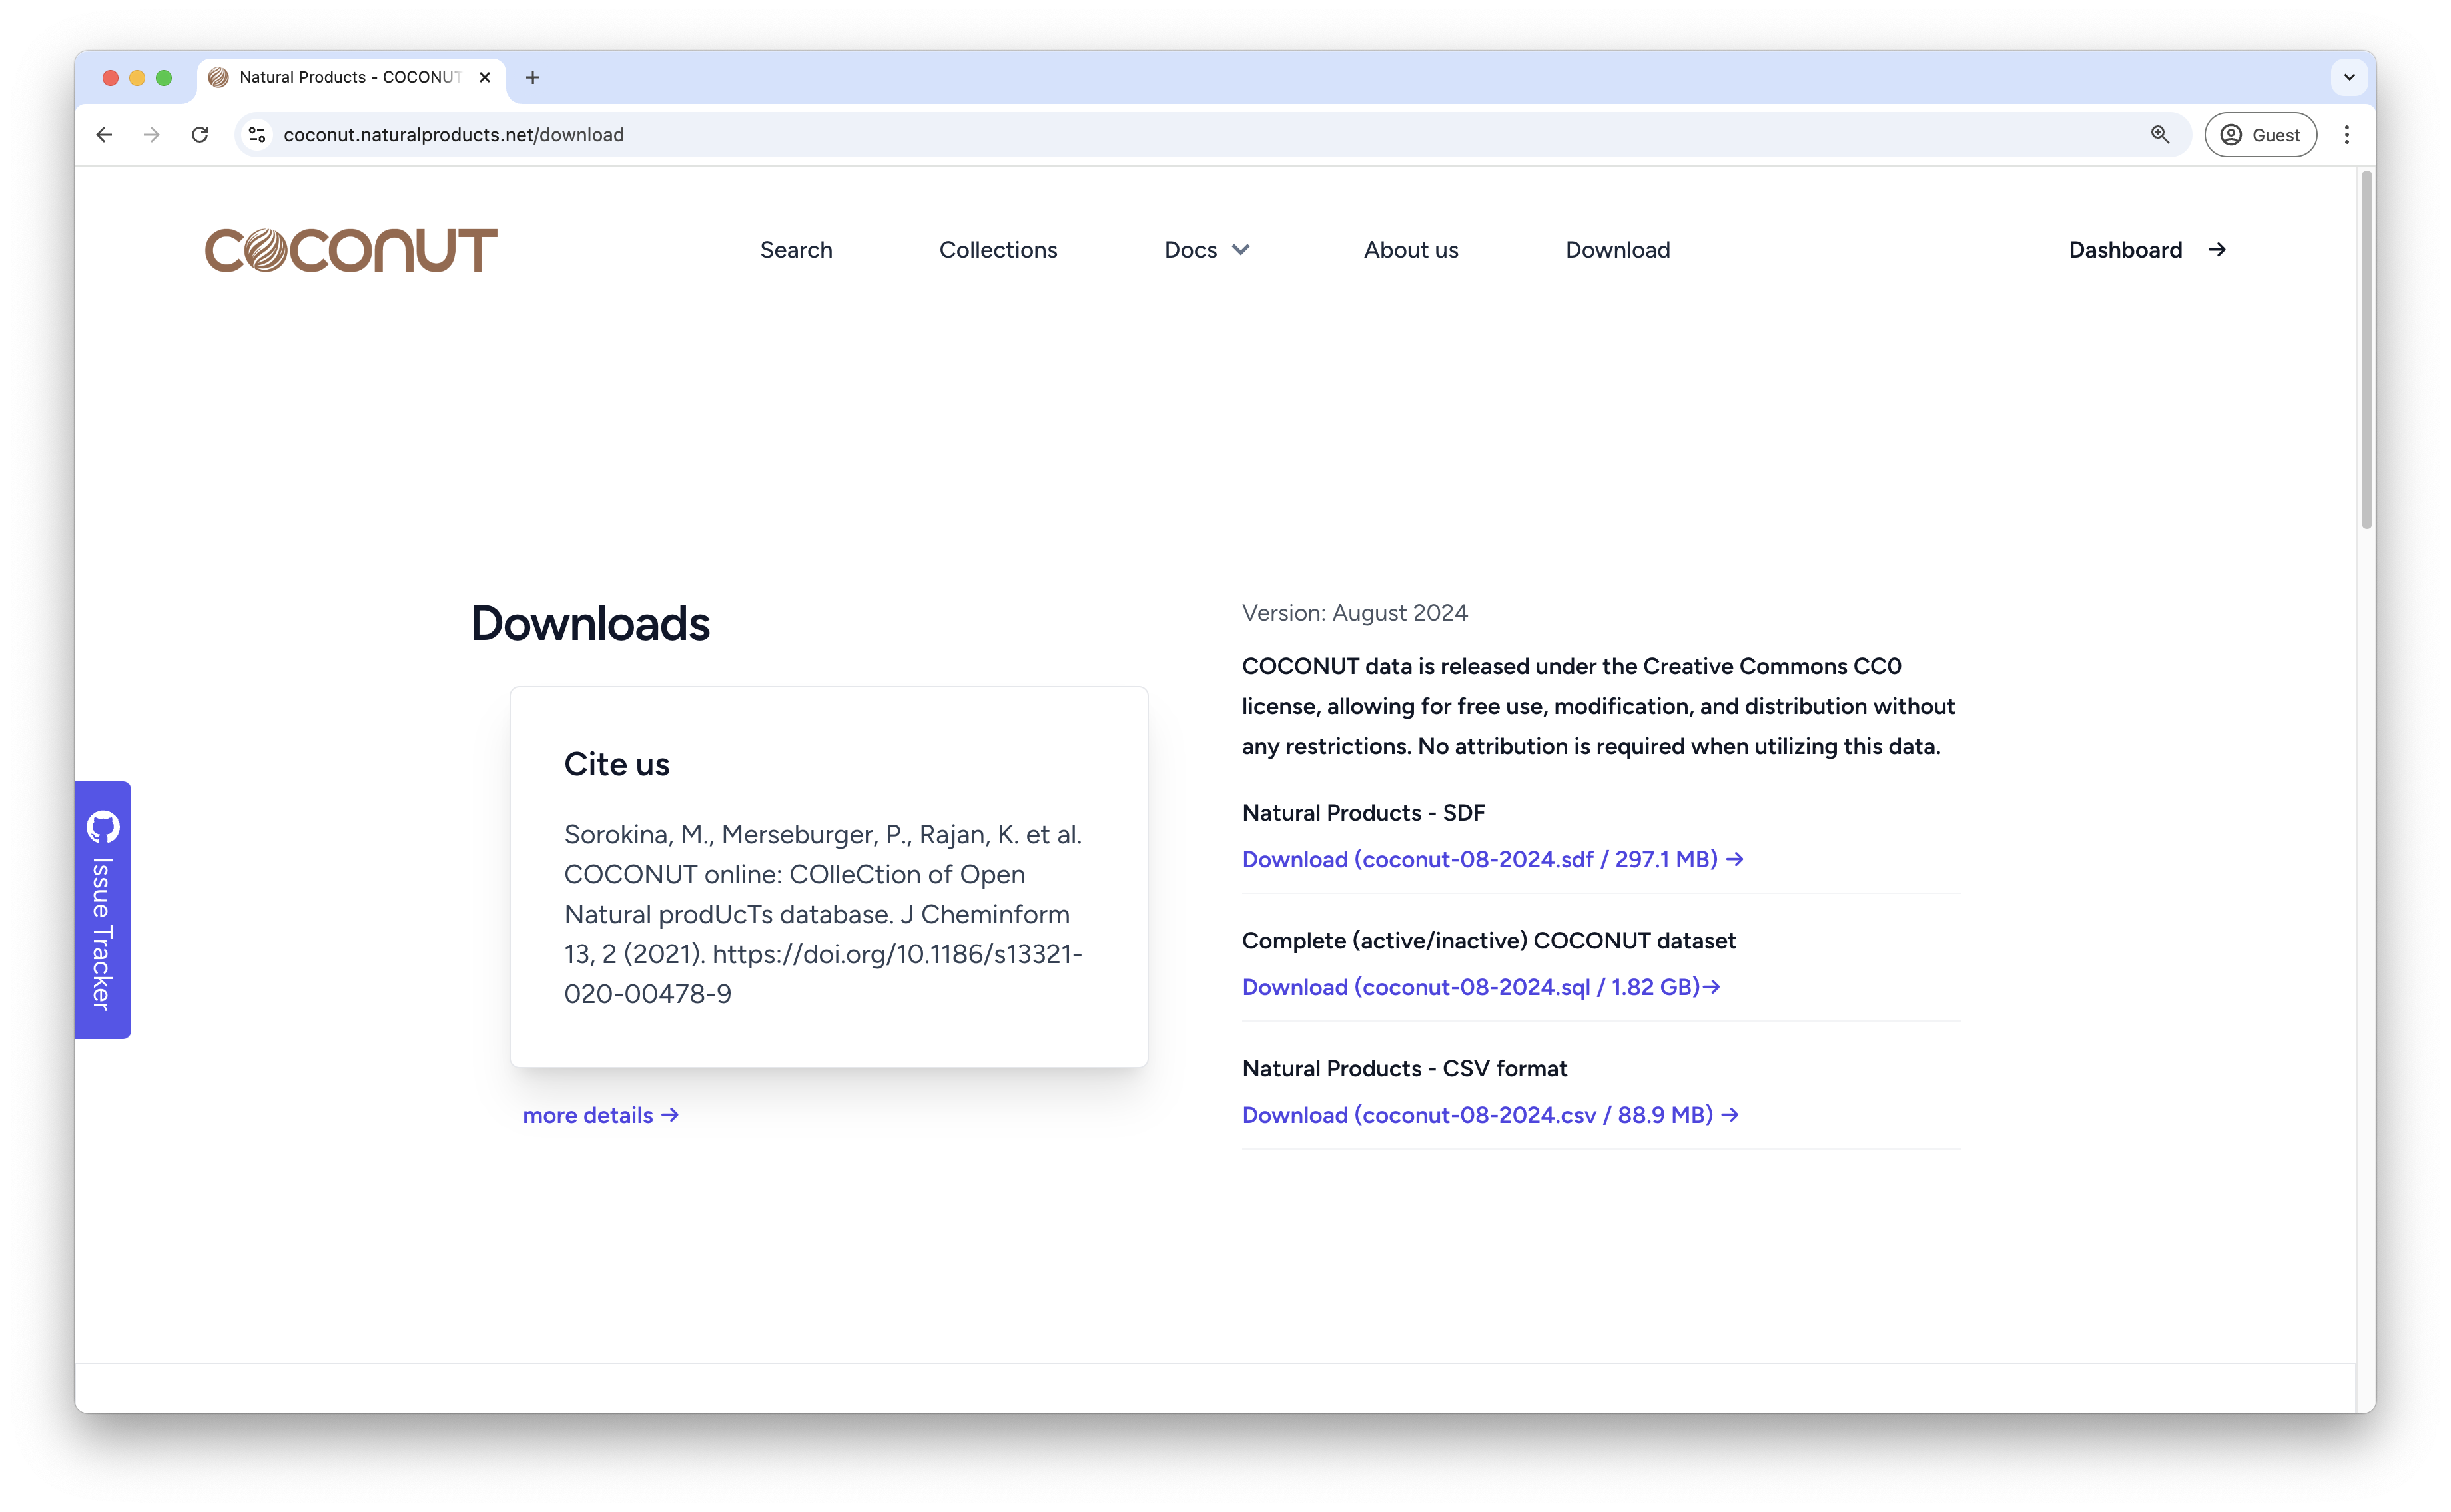 Natural Products - COCONUT
coconut.naturalproducts.net/download
Guest
COCONUT
Search
Collections
Docs
About us
Download
Dashboard →
Downloads
Cite us
Sorokina, M., Merseburger, P., Rajan, K. et al.
COCONUT online: COlleCtion of Open
Natural prodUcTs database. J Cheminform
13, 2 (2021). https://doi.org/10.1186/s13321-
020-00478-9
more details →
Version: August 2024
COCONUT data is released under the Creative Commons CC0
license, allowing for free use, modification, and distribution without
any restrictions. No attribution is required when utilizing this data.
Natural Products - SDF
Download (coconut-08-2024.sdf / 297.1 MB) →
Complete (active/inactive) COCONUT dataset
Download (coconut-08-2024.sql / 1.82 GB)→
Natural Products - CSV format
Download (coconut-08-2024.csv / 88.9 MB) →
Issue Tracker